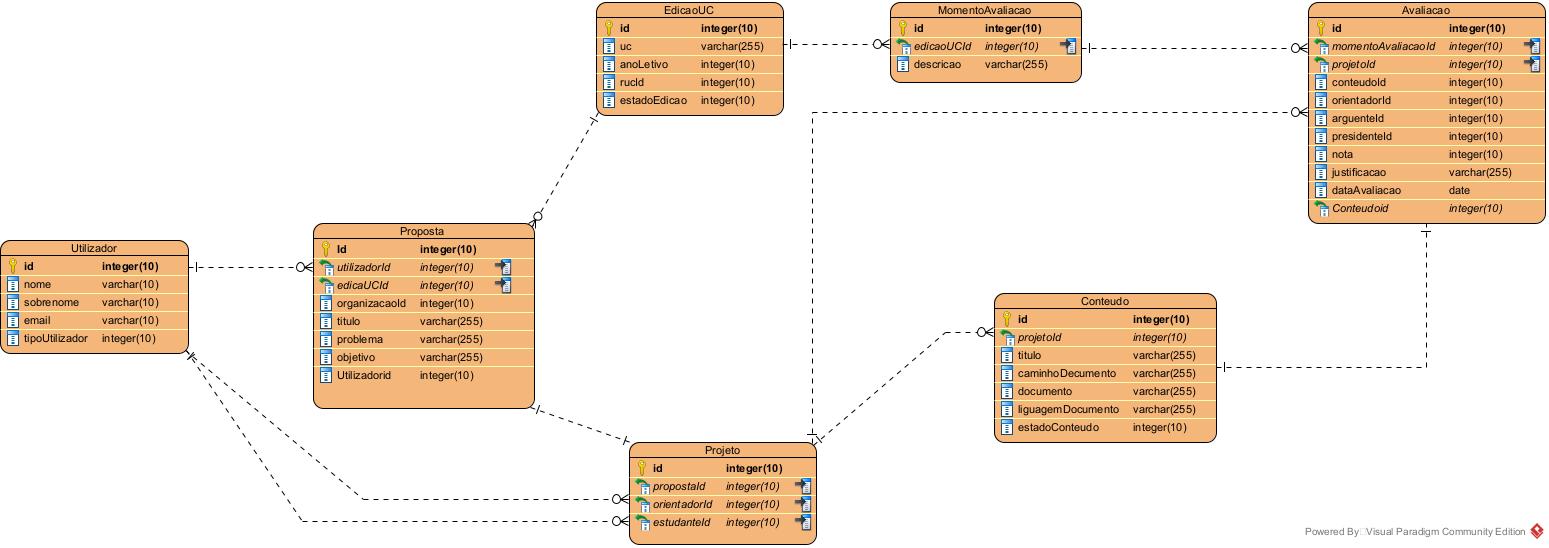 EdicaoUC
id integer(10)
uc varchar(255)
anoLetivo integer(10)
rucId integer(10)
estadoEdicao integer(10)
MomentoAvaliacao
id integer(10)
edicaoUCId integer(10)
descricao varchar(255)
Avaliacao
id integer(10)
momentoAvaliacaoId integer(10)
projetoId integer(10)
conteudoId integer(10)
orientadorId integer(10)
arguenteId integer(10)
presidenteId integer(10)
nota integer(10)
justificacao varchar(255)
dataAvaliacao date
Conteudoid integer(10)
Utilizador
id integer(10)
nome varchar(10)
sobrenome varchar(10)
email varchar(10)
tipoUtilizador integer(10)
Proposta
Id integer(10)
utilizadorId integer(10)
edicaUCId integer(10)
organizacaoId integer(10)
titulo varchar(255)
problema varchar(255)
objetivo varchar(255)
Utilizadorid integer(10)
Conteudo
id integer(10)
projetoId integer(10)
titulo varchar(255)
caminhoDecumento varchar(255)
documento varchar(255)
liguagemDocumento varchar(255)
estadoConteudo integer(10)
Projeto
id integer(10)
propostaId integer(10)
orientadorId integer(10)
estudanteId integer(10)
Powered By Visual Paradigm Community Edition